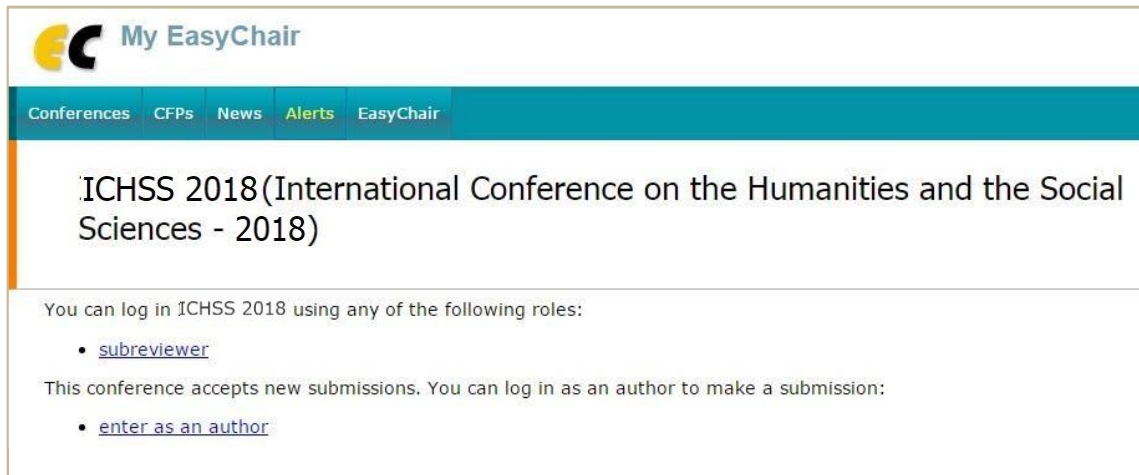 EC My EasyChair
Conferences CFPs News Alerts EasyChair
ICHSS 2018(International Conference on the Humanities and the Social
Sciences - 2018)
You can log in ICHSS 2018 using any of the following roles:
• subreviewer
This conference accepts new submissions. You can log in as an author to make a submission:
• enter as an author